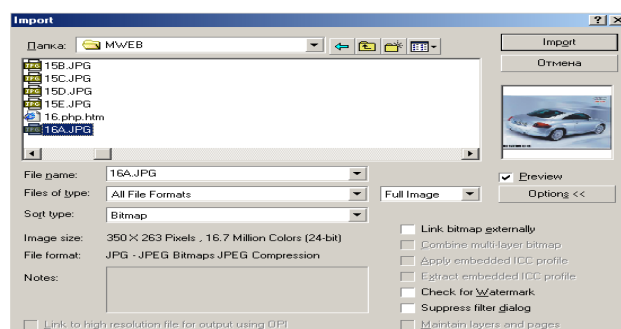 Import
Папка: MWEB
15B.JPG
15C.JPG
15D.JPG
15E.JPG
16.php.htm
16A.JPG
Import
Отмена
Preview
Options <<
File name: 16A.JPG
Files of type: All File Formats Full Image
Sort type: Bitmap
Image size: 350 X 263 Pixels , 16.7 Million Colors (24-bit)
File format: JPG - JPEG Bitmaps JPEG Compression
Notes:
Link bitmap externally
Combine multi-layer bitmap
Apply embedded ICC profile
Extract embedded ICC profile
Check for Watermark
Suppress filter dialog
Maintain layers and pages
Link to high resolution file for output using OPI